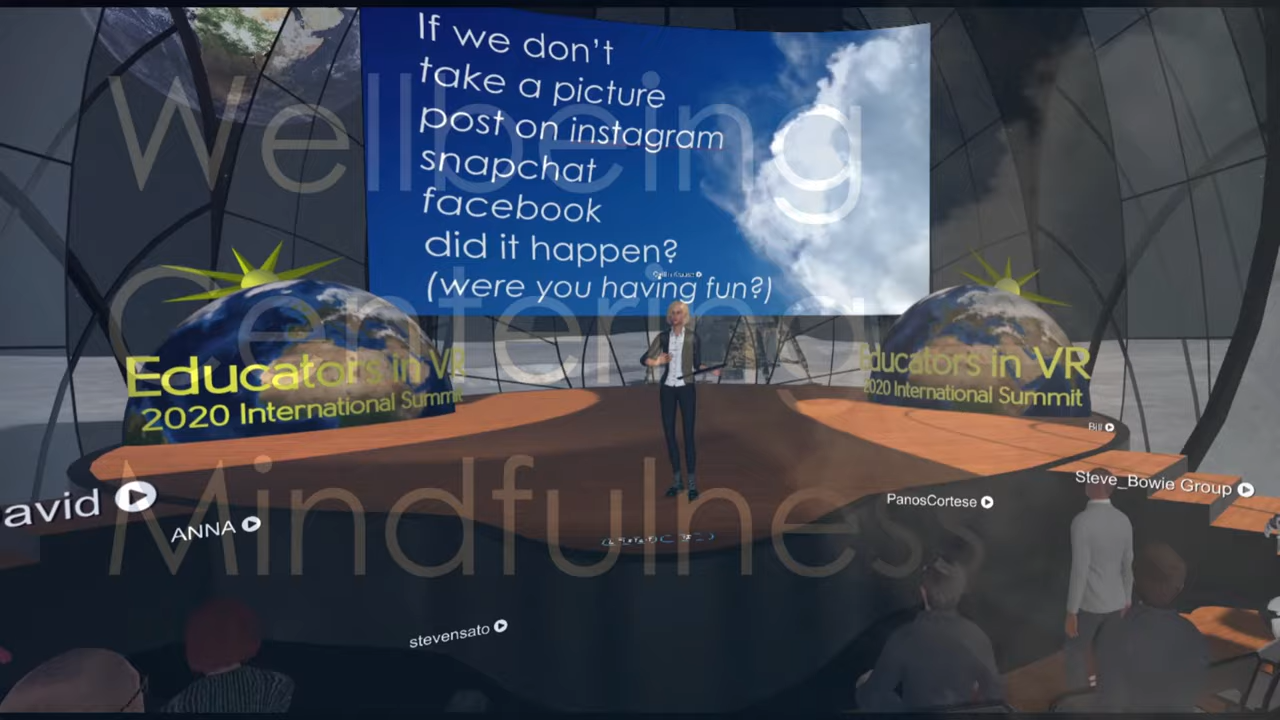 If we don't
take a picture
post on instagram
snapchat
facebook
did it happen?
(were you having fun?)
Wellbeing
Centering
Mindfulness
Educators in VR
2020 International Summit
Educators in VR
2020 International Summit
Bill
Steve_Bowie Group
PanosCortese
avid
ANNA
stevensato